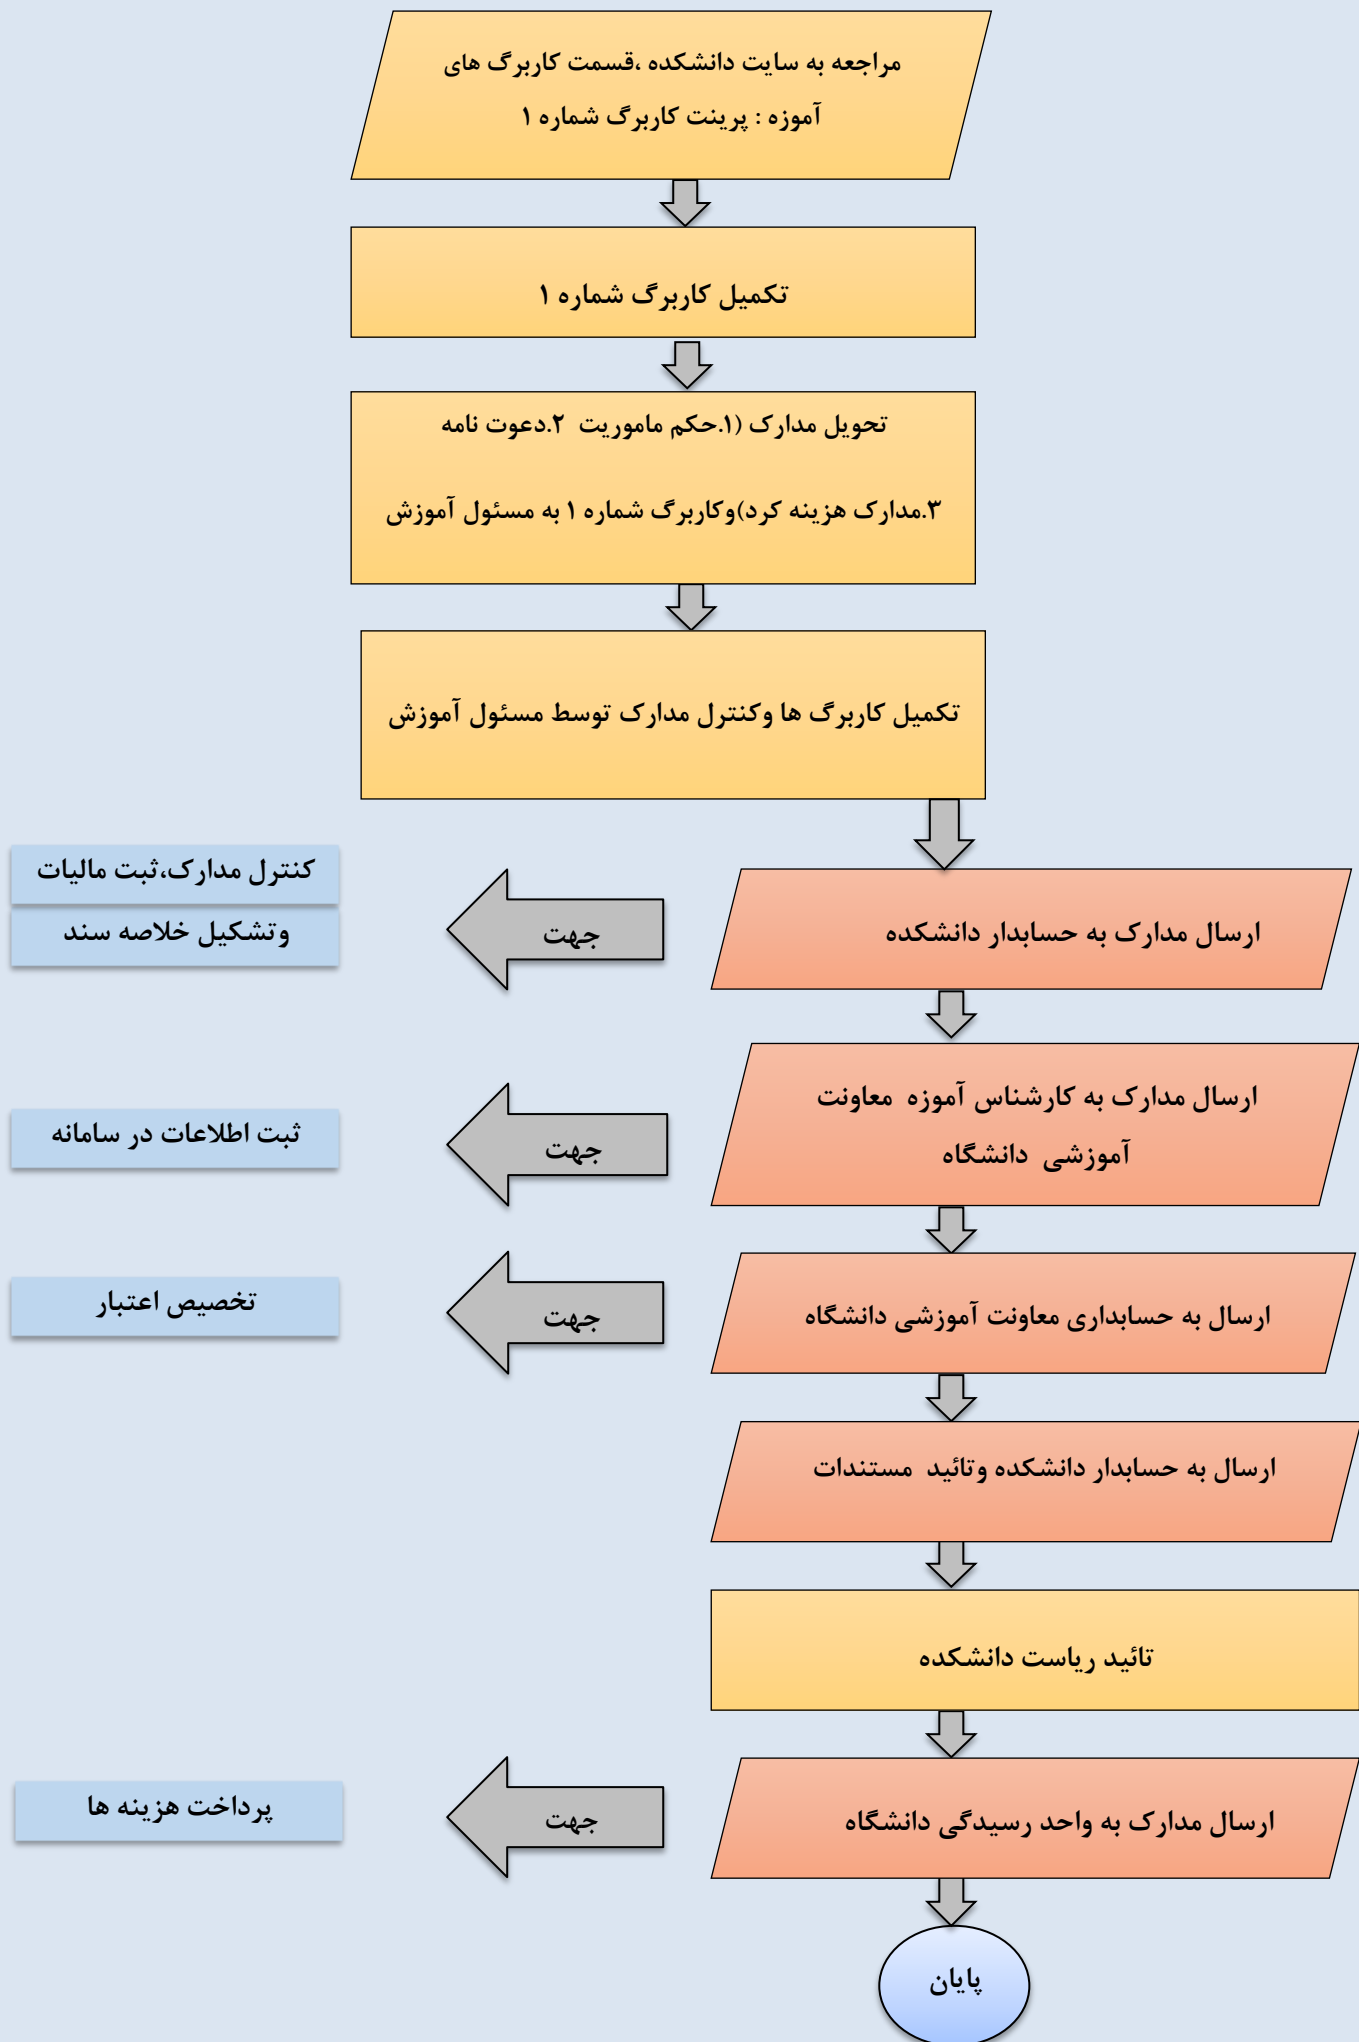 مراجعه به سایت دانشکده ،قسمت کاربرگ های
آموزه : پرینت کاربرگ شماره ۱
تکمیل کاربرگ شماره ۱
تحویل مدارک (۱.حکم ماموریت ۲.دعوت نامه
۳.مدارک هزینه کرد)وکاربرگ شماره ۱ به مسئول آموزش
تکمیل کاربرگ ها وکنترل مدارک توسط مسئول آموزش
ارسال مدارک به حسابدار دانشکده
جهت
کنترل مدارک،ثبت مالیات
وتشکیل خلاصه سند
ارسال مدارک به کارشناس آموزه معاونت
آموزشی دانشگاه
جهت
ثبت اطلاعات در سامانه
ارسال به حسابداری معاونت آموزشی دانشگاه
جهت
تخصیص اعتبار
ارسال به حسابدار دانشکده وتائید مستندات
تائید ریاست دانشکده
ارسال مدارک به واحد رسیدگی دانشگاه
جهت
پرداخت هزینه ها
پایان